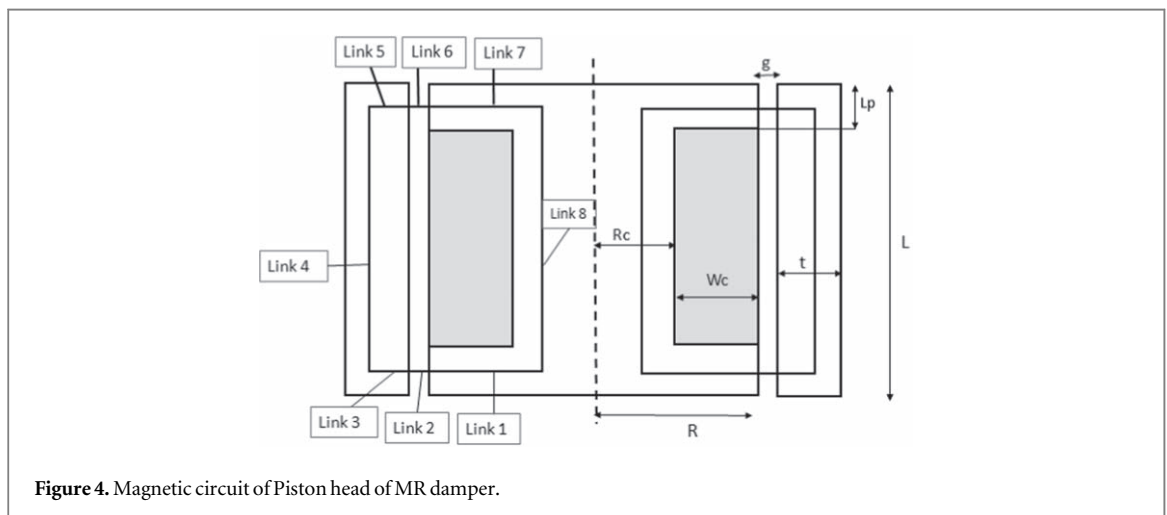 Link 5
Link 6
Link 7
g
Lp
Link 8
Rc
L
Link 4
t
Wc
Link 3
Link 2
Link 1
R
Figure 4. Magnetic circuit of Piston head of MR damper.